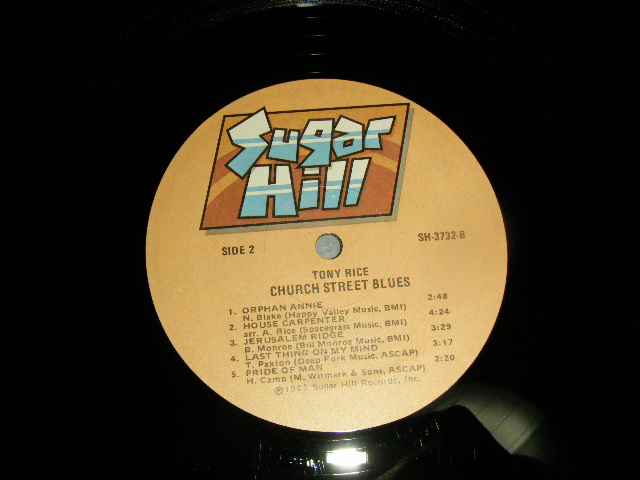 Sugar
Hill
SIDE 2
SH-3732-B
TONY RICE
CHURCH STREET BLUES
1. ORPHAN ANNIE 2:48
N. Blake (Happy Valley Music, BMI)
2. HOUSE CARPENTER 4:24
arr. A. Rice (Spacegrass Music, BMI)
3. JERUSALEM RIDGE 3:29
B. Monroe (Bill Monroe Music, BMI)
4. LAST THING ON MY MIND 3:17
T. Paxton (Deep Fork Music, ASCAP)
5. PRIDE OF MAN 2:20
H. Camp (M. Witmark & Sons, ASCAP)
℗1983 Sugar Hill Records, Inc.